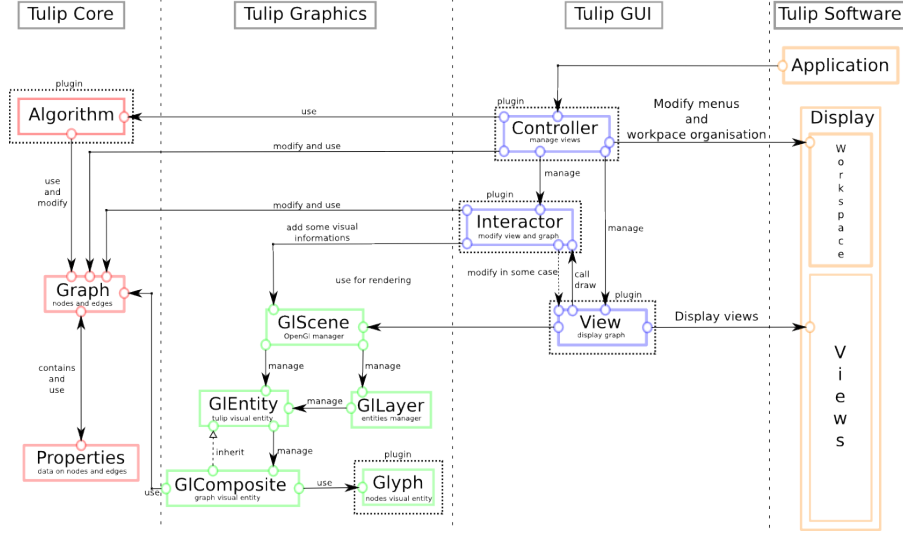 Tulip Core
Tulip Graphics
Tulip GUI
Tulip Software
Application
plugin
Algorithm
use
plugin
Controller
manage views
Modify menus
and
workpace organisation
Display
Workspace
modify and use
use
and
modify
manage
plugin
modify and use
Interactor
modify view and graph
add some visual
informations
manage
modify in some case
call
draw
use for rendering
Graph
nodes and edges
GlScene
OpenGl manager
plugin
View
display graph
Display views
Views
contains
and
use
manage
manage
GlEntity
tulip visual entity
manage
GlLayer
entities manager
Properties
data on nodes and edges
inherit
manage
plugin
use
GlComposite
graph visual entity
use
Glyph
nodes visual entity